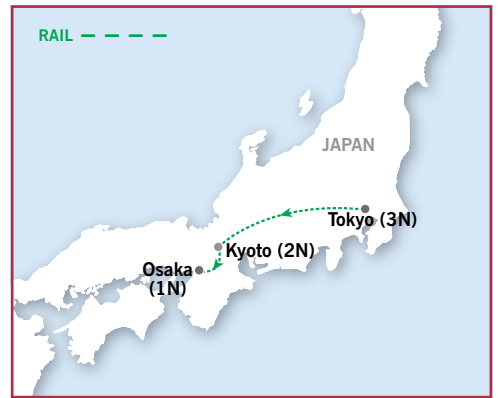 RAIL
JAPAN
Tokyo (3N)
Kyoto (2N)
Osaka
(1N)